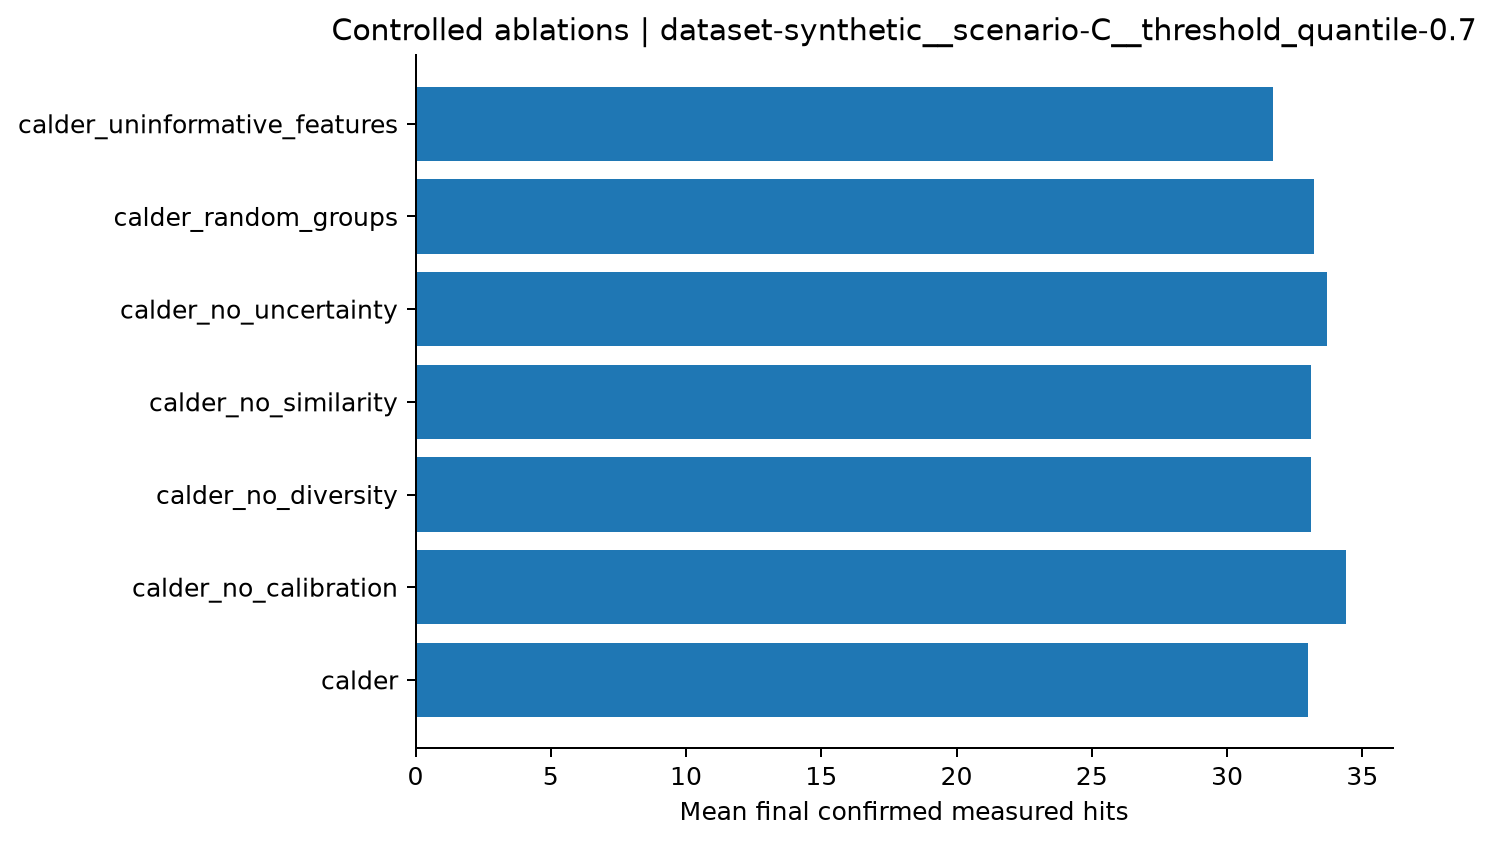 Controlled ablations | dataset-synthetic__scenario-C__threshold_quantile-0.7
calder_uninformative_features
calder_random_groups
calder_no_uncertainty
calder_no_similarity
calder_no_diversity
calder_no_calibration
calder
0 5 10 15 20 25 30 35
Mean final confirmed measured hits